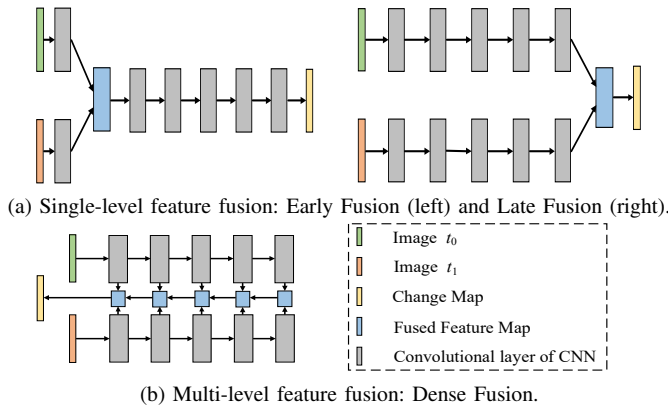 (a) Single-level feature fusion: Early Fusion (left) and Late Fusion (right).
Image t0
Image t1
Change Map
Fused Feature Map
Convolutional layer of CNN
(b) Multi-level feature fusion: Dense Fusion.